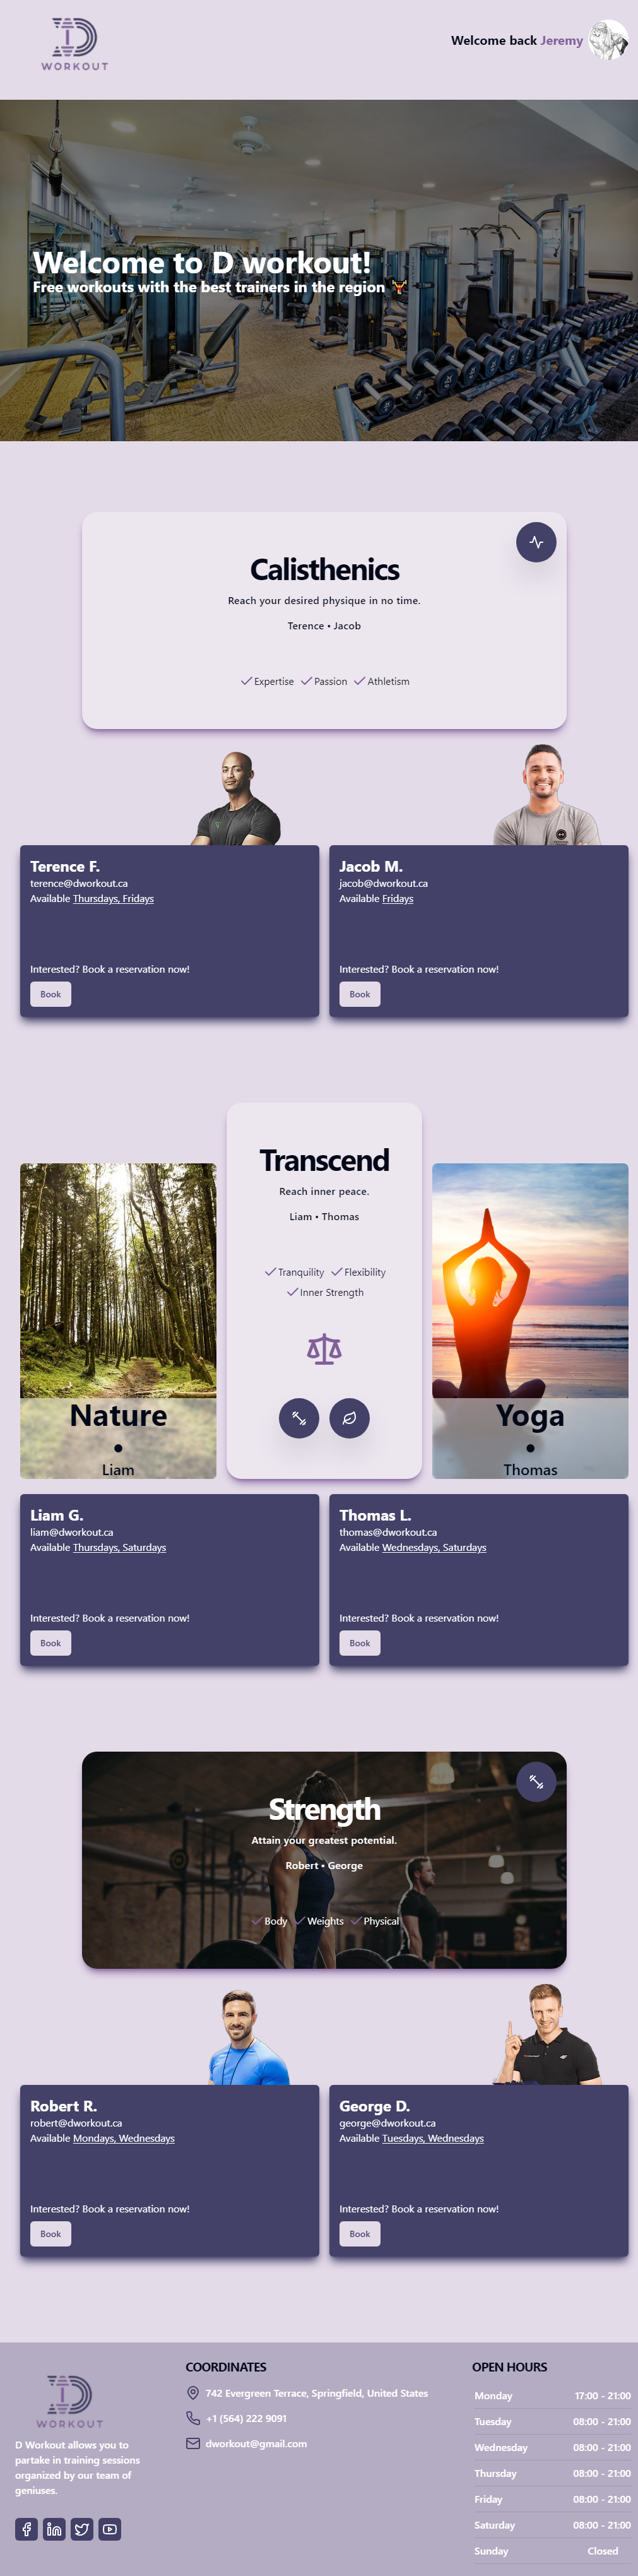 D
WORKOUT
Welcome back Jeremy
Welcome to D workout!
Free workouts with the best trainers in the region
Calisthenics
Reach your desired physique in no time.
Terence • Jacob
Expertise Passion Athletism
Terence F.
terence@dworkout.ca
Available Thursdays, Fridays
Interested? Book a reservation now!
Book
Jacob M.
jacob@dworkout.ca
Available Fridays
Interested? Book a reservation now!
Book
Nature
•
Liam
Transcend
Reach inner peace.
Liam • Thomas
Tranquility Flexibility
Inner Strength
Yoga
•
Thomas
Liam G.
liam@dworkout.ca
Available Thursdays, Saturdays
Interested? Book a reservation now!
Book
Thomas L.
thomas@dworkout.ca
Available Wednesdays, Saturdays
Interested? Book a reservation now!
Book
Strength
Attain your greatest potential.
Robert • George
Body Weights Physical
Robert R.
robert@dworkout.ca
Available Mondays, Wednesdays
Interested? Book a reservation now!
Book
George D.
george@dworkout.ca
Available Tuesdays, Wednesdays
Interested? Book a reservation now!
Book
D
WORKOUT
D Workout allows you to
partake in training sessions
organized by our team of
geniuses.
COORDINATES
742 Evergreen Terrace, Springfield, United States
+1 (564) 222 9091
dworkout@gmail.com
OPEN HOURS
Monday 17:00 - 21:00
Tuesday 08:00 - 21:00
Wednesday 08:00 - 21:00
Thursday 08:00 - 21:00
Friday 08:00 - 21:00
Saturday 08:00 - 21:00
Sunday Closed